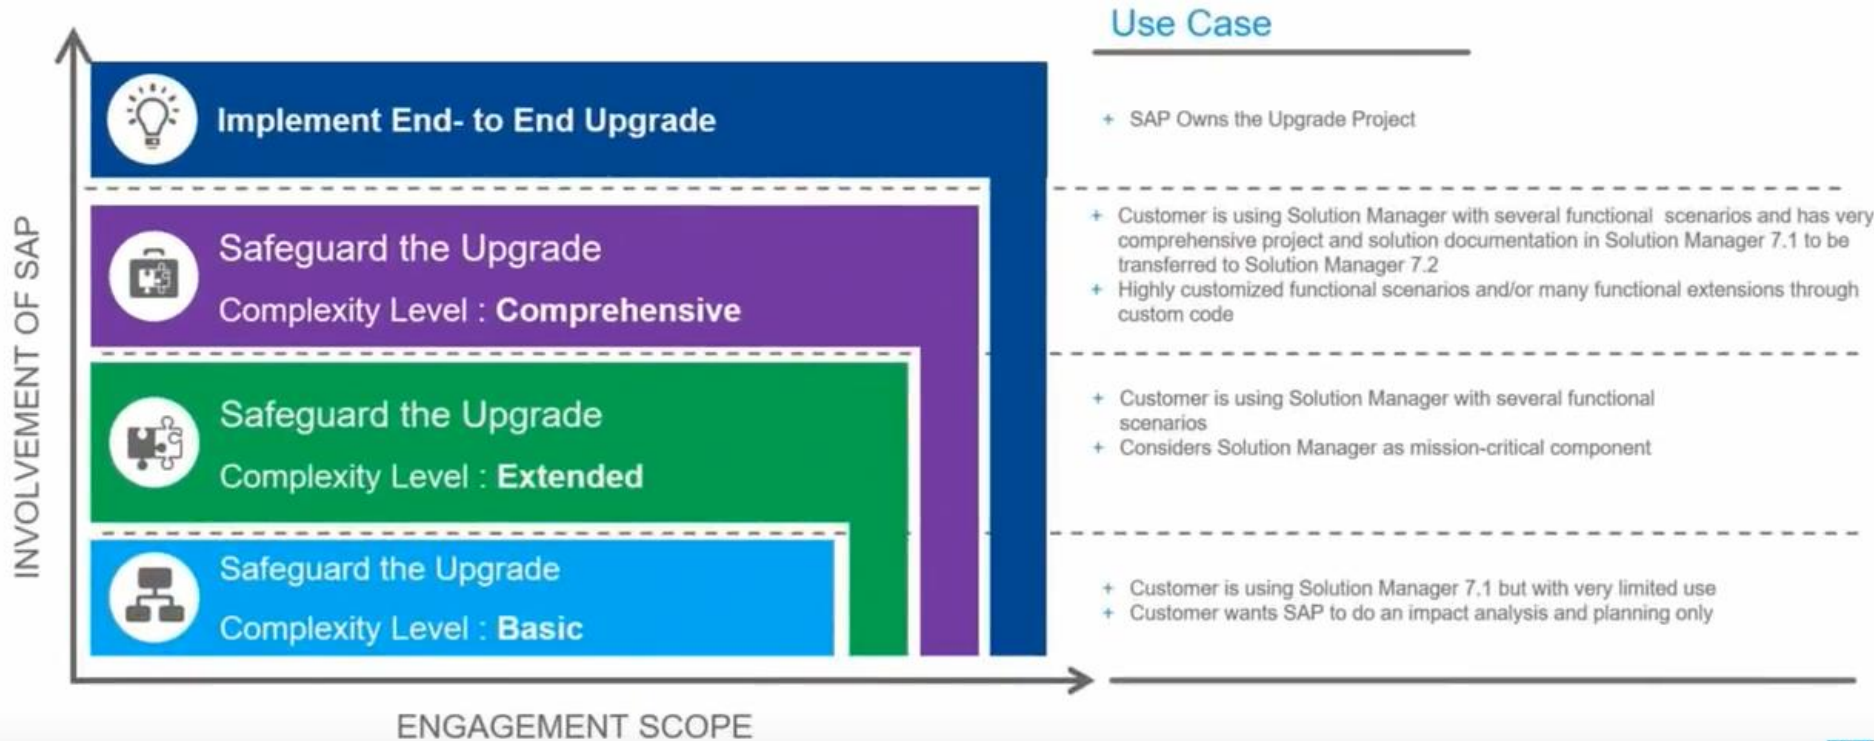 Use Case
Implement End- to End Upgrade
+ SAP Owns the Upgrade Project
Safeguard the Upgrade
Complexity Level : Comprehensive
+ Customer is using Solution Manager with several functional scenarios and has very
comprehensive project and solution documentation in Solution Manager 7.1 to be
transferred to Solution Manager 7.2
+ Highly customized functional scenarios and/or many functional extensions through
custom code
Safeguard the Upgrade
Complexity Level : Extended
+ Customer is using Solution Manager with several functional
scenarios
+ Considers Solution Manager as mission-critical component
Safeguard the Upgrade
Complexity Level : Basic
+ Customer is using Solution Manager 7.1 but with very limited use
+ Customer wants SAP to do an impact analysis and planning only
INVOLVEMENT OF SAP
ENGAGEMENT SCOPE